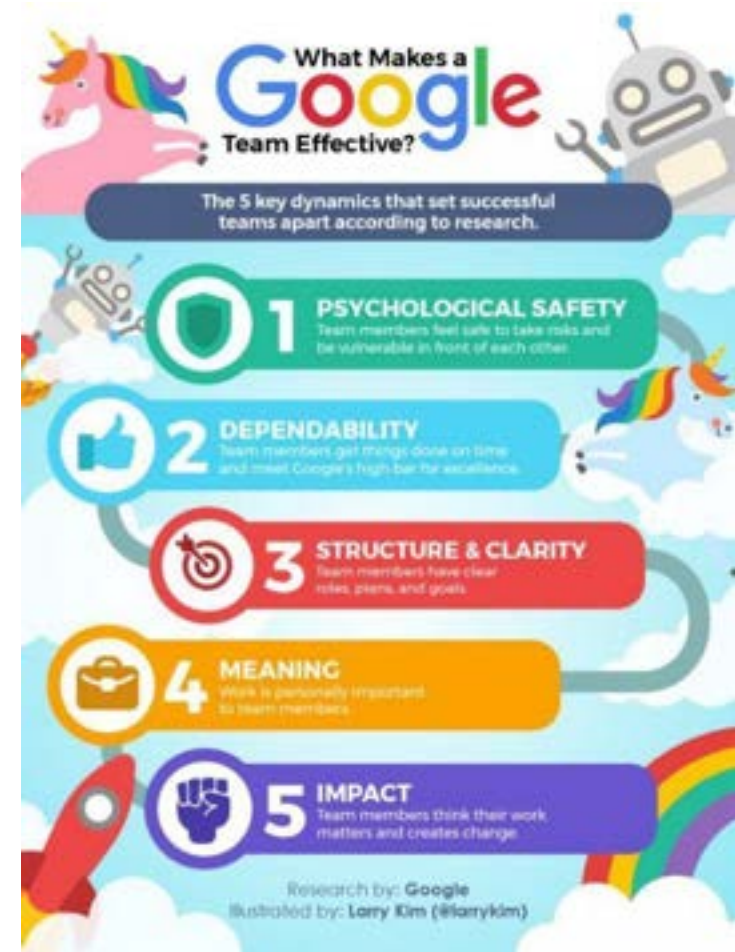 What Makes a
Google
Team Effective?
The 5 key dynamics that set successful
teams apart according to research.
1 PSYCHOLOGICAL SAFETY
Team members feel safe to take risks and
be vulnerable in front of each other.
2 DEPENDABILITY
Team members get things done on time
and meet Google's high bar for excellence.
3 STRUCTURE & CLARITY
Team members have clear
roles, plans, and goals.
4 MEANING
Work is personally important
to team members.
5 IMPACT
Team members think their work
matters and creates change.
Research by: Google
Illustrated by: Larry Kim (@larrykim)